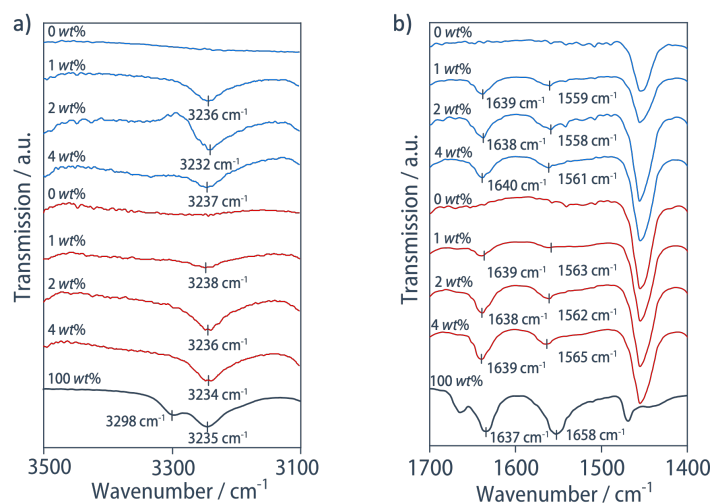 a)
Transmission / a.u.
0 wt%
1 wt%
3236 cm-1
2 wt%
3232 cm-1
4 wt%
3237 cm-1
0 wt%
1 wt%
3238 cm-1
2 wt%
3236 cm-1
4 wt%
3234 cm-1
100 wt%
3298 cm-1
3235 cm-1
3500 3300 3100
Wavenumber / cm-1
b)
Transmission / a.u.
0 wt%
1 wt%
1639 cm-1 1559 cm-1
2 wt%
1638 cm-1 1558 cm-1
4 wt%
1640 cm-1 1561 cm-1
0 wt%
1 wt%
1639 cm-1 1563 cm-1
2 wt%
1638 cm-1 1562 cm-1
4 wt%
1639 cm-1 1565 cm-1
100 wt%
1637 cm-1 1658 cm-1
1700 1600 1500 1400
Wavenumber / cm-1